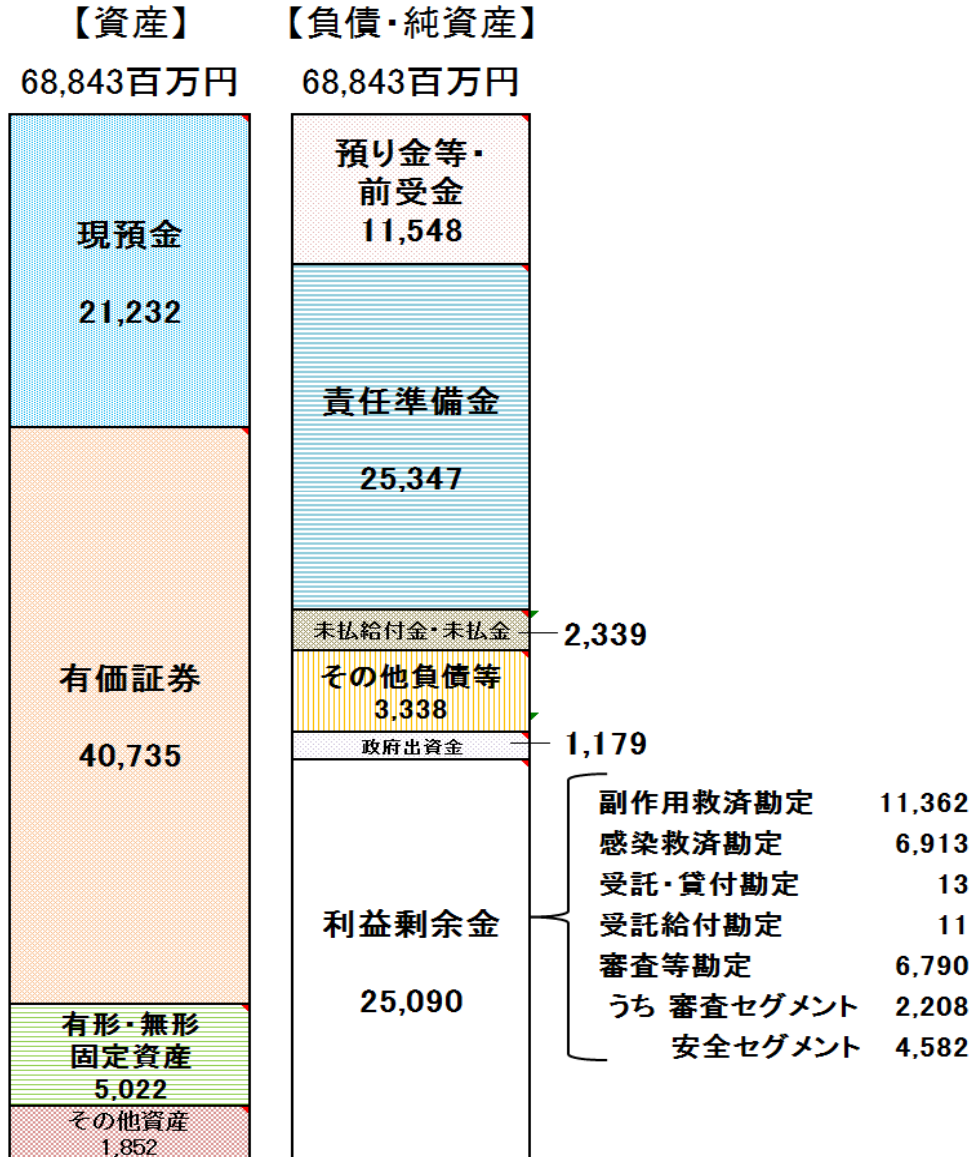 【資産】
68,843百万円
現預金
21,232
有価証券
40,735
有形・無形
固定資産
5,022
その他資産
1,852
【負債・純資産】
68,843百万円
預り金等・
前受金
11,548
責任準備金
25,347
未払給付金・未払金
2,339
その他負債等
3,338
政府出資金
1,179
利益剰余金
25,090
副作用救済勘定 11,362
感染救済勘定 6,913
受託・貸付勘定 13
受託給付勘定 11
審査等勘定 6,790
うち 審査セグメント 2,208
安全セグメント 4,582